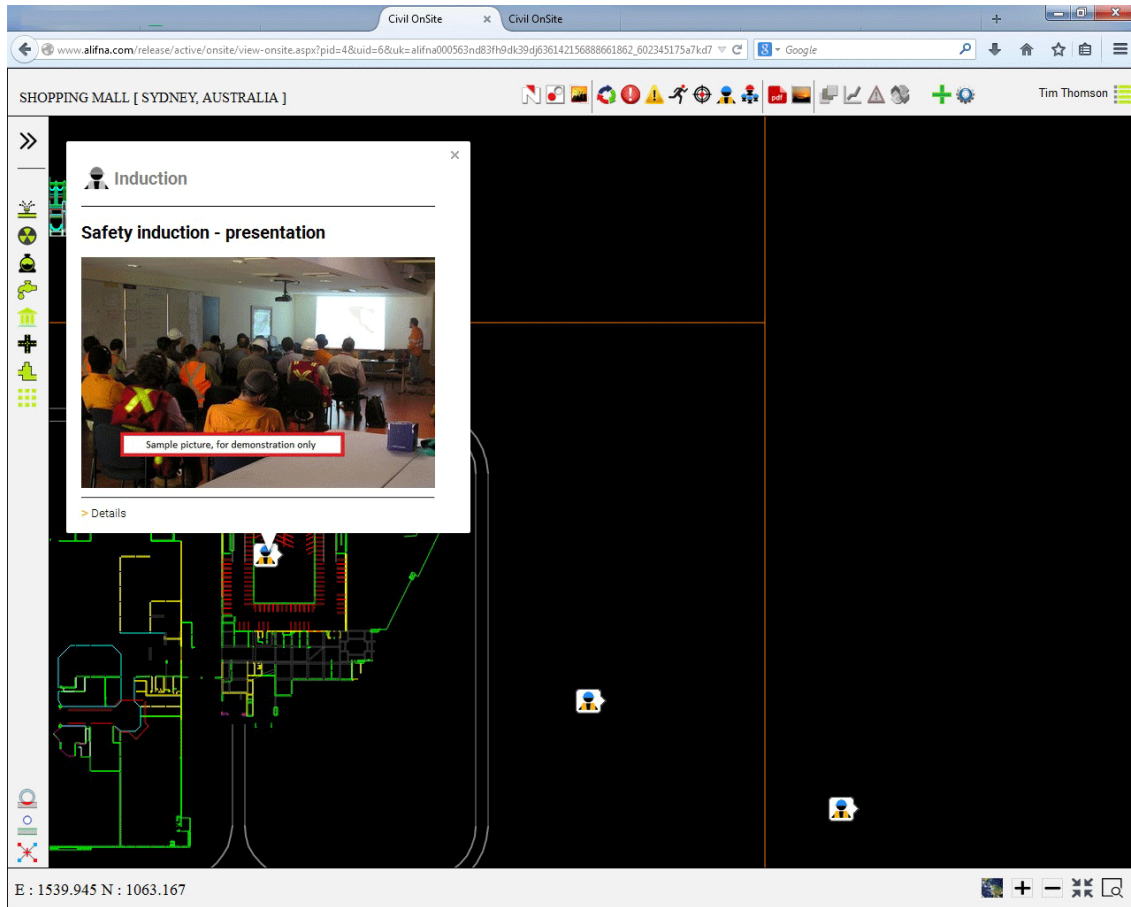 Civil OnSite
Civil OnSite
www.alifna.com/release/active/onsite/view-onsite.aspx?pid=4&uid=6&uk=alifna000563nd83fh9dk39dj636142156888661862_602345175a7kd7
Google
SHOPPING MALL [ SYDNEY, AUSTRALIA ]
pdf
Tim Thomson
Induction
Safety induction - presentation
Sample picture, for demonstration only
> Details
E : 1539.945 N : 1063.167